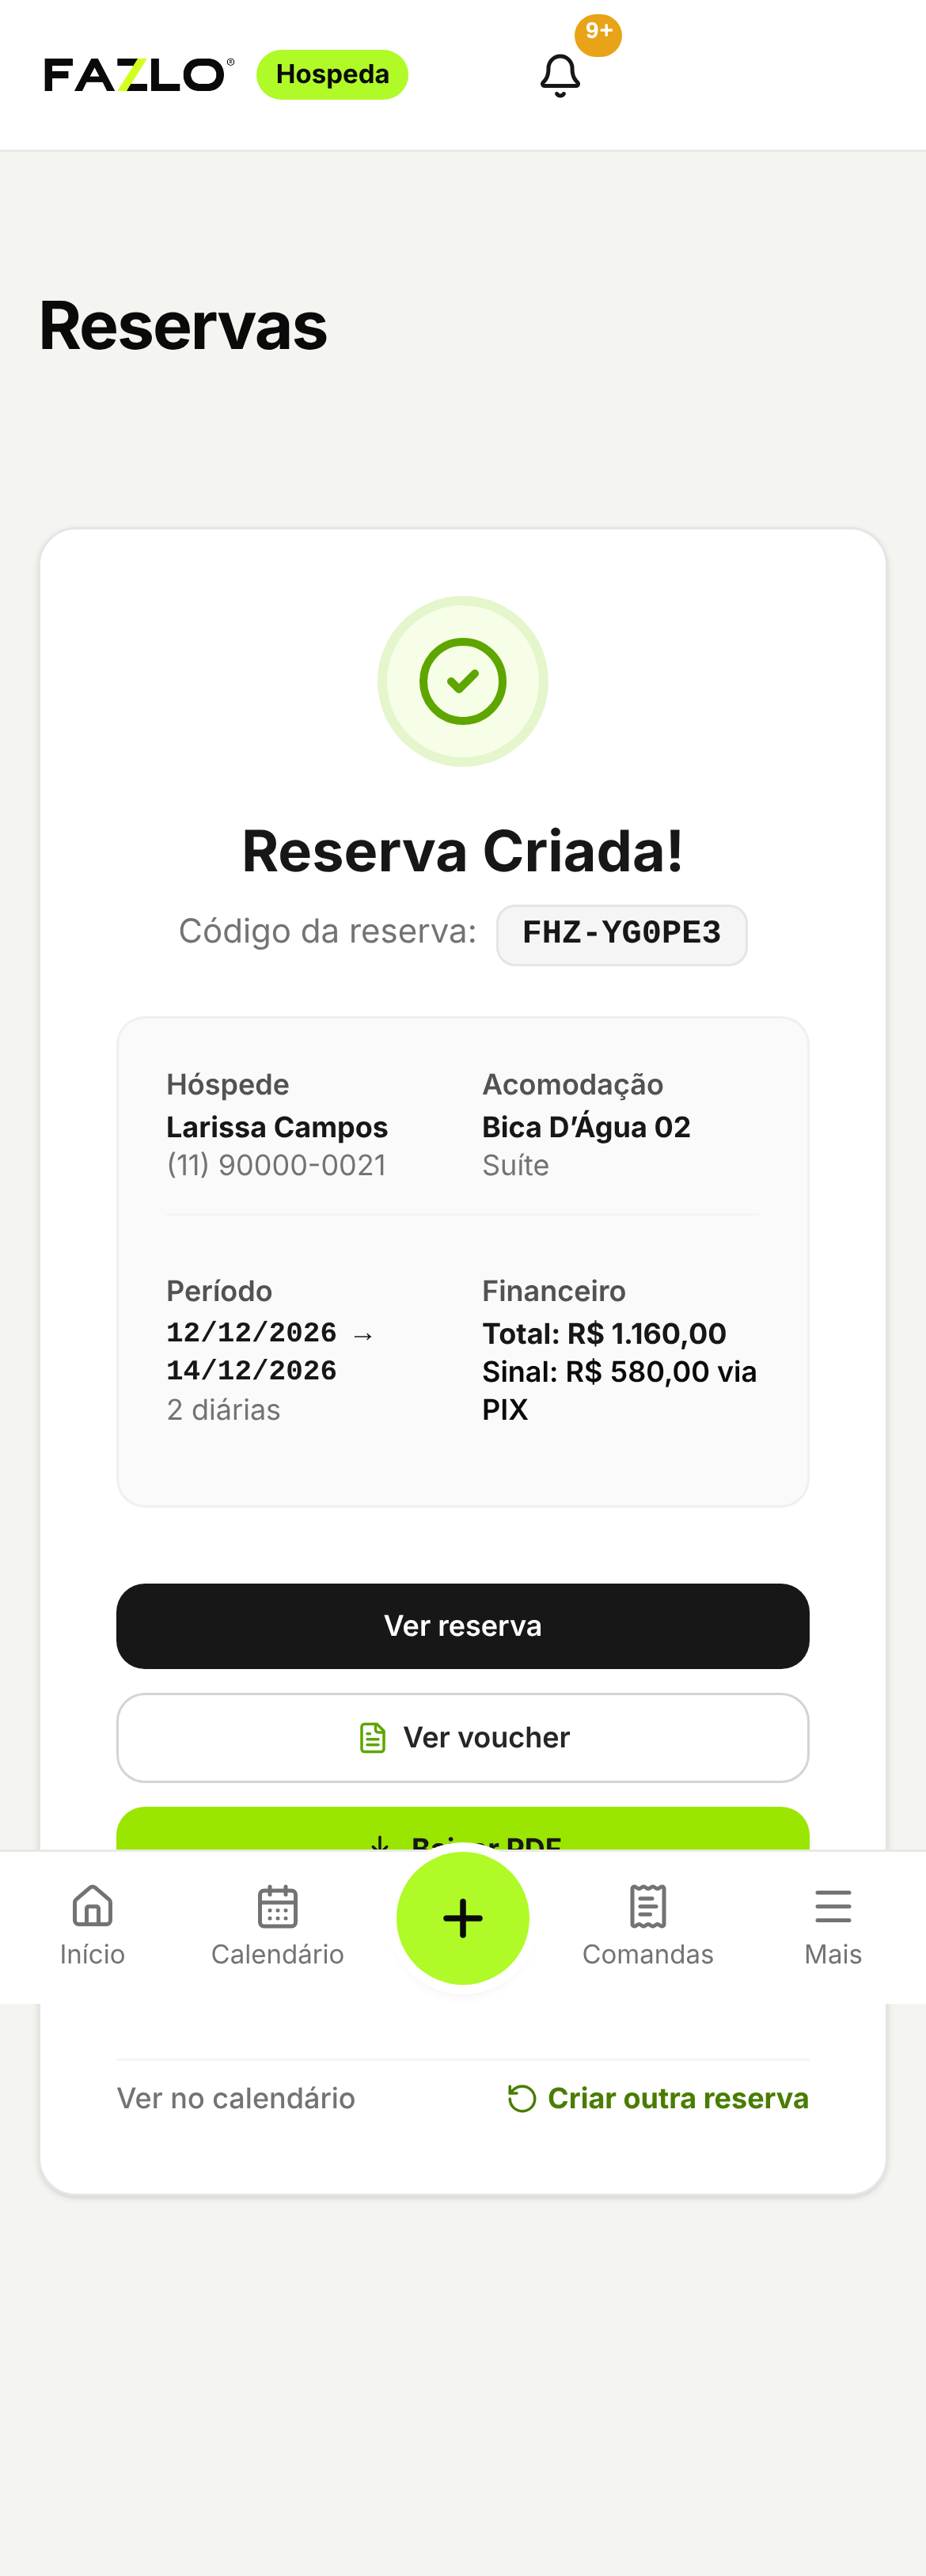 FAZLO® Hospeda
9+
Reservas
Reserva Criada!
Código da reserva: FHZ-YG0PE3
Hóspede
Larissa Campos
(11) 90000-0021
Acomodação
Bica D’Água 02
Suíte
Período
12/12/2026 →
14/12/2026
2 diárias
Financeiro
Total: R$ 1.160,00
Sinal: R$ 580,00 via
PIX
Ver reserva
Ver voucher
PDF
Início
Calendário
Comandas
Mais
Ver no calendário
Criar outra reserva